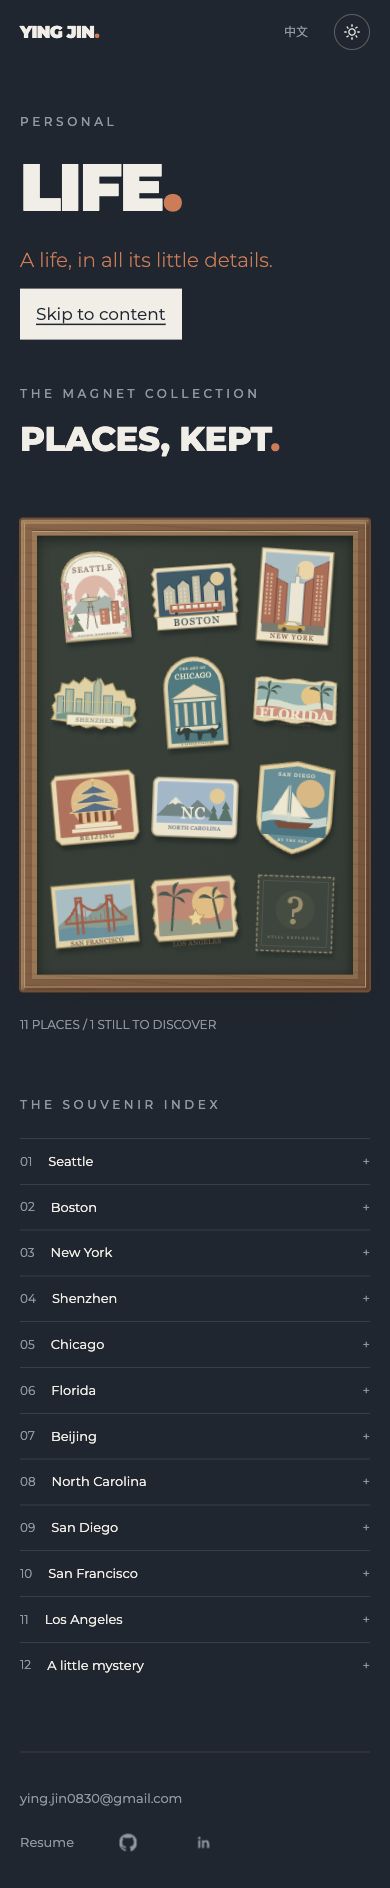 YING JIN.
中文
PERSONAL
LIFE.
A life, in all its little details.
Skip to content
THE MAGNET COLLECTION
PLACES, KEPT.
SEATTLE
BOSTON
NEW YORK
SHENZHEN
THE ART OF
CHICAGO
FLORIDA
BEIJING
NC
NORTH CAROLINA
SAN DIEGO
BY THE SEA
SAN FRANCISCO
LOS ANGELES
?
STILL EXPLORING
11 PLACES / 1 STILL TO DISCOVER
THE SOUVENIR INDEX
01 Seattle +
02 Boston +
03 New York +
04 Shenzhen +
05 Chicago +
06 Florida +
07 Beijing +
08 North Carolina +
09 San Diego +
10 San Francisco +
11 Los Angeles +
12 A little mystery +
ying.jin0830@gmail.com
Resume in